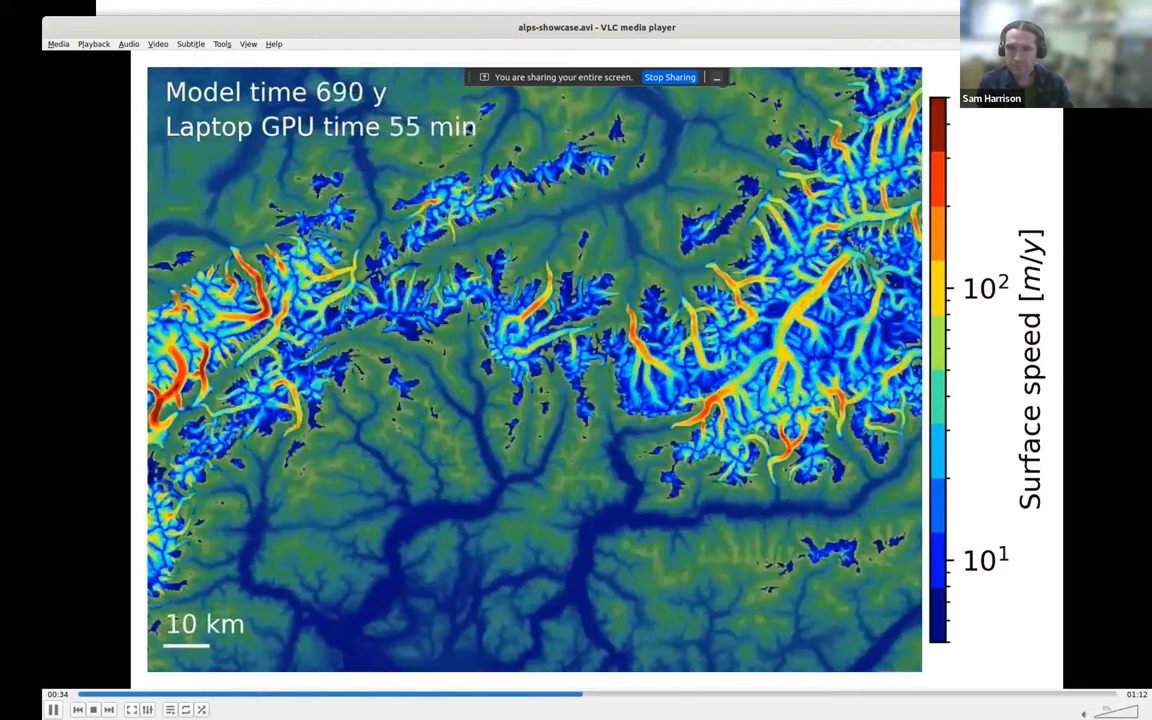 alps-showcase.avi - VLC media player
Media Playback Audio Video Subtitle Tools View Help
You are sharing your entire screen. Stop Sharing
Sam Harrison
Model time 690 y
Laptop GPU time 55 min
10²
Surface speed [m/y]
10¹
10 km
00:34
01:12
0%